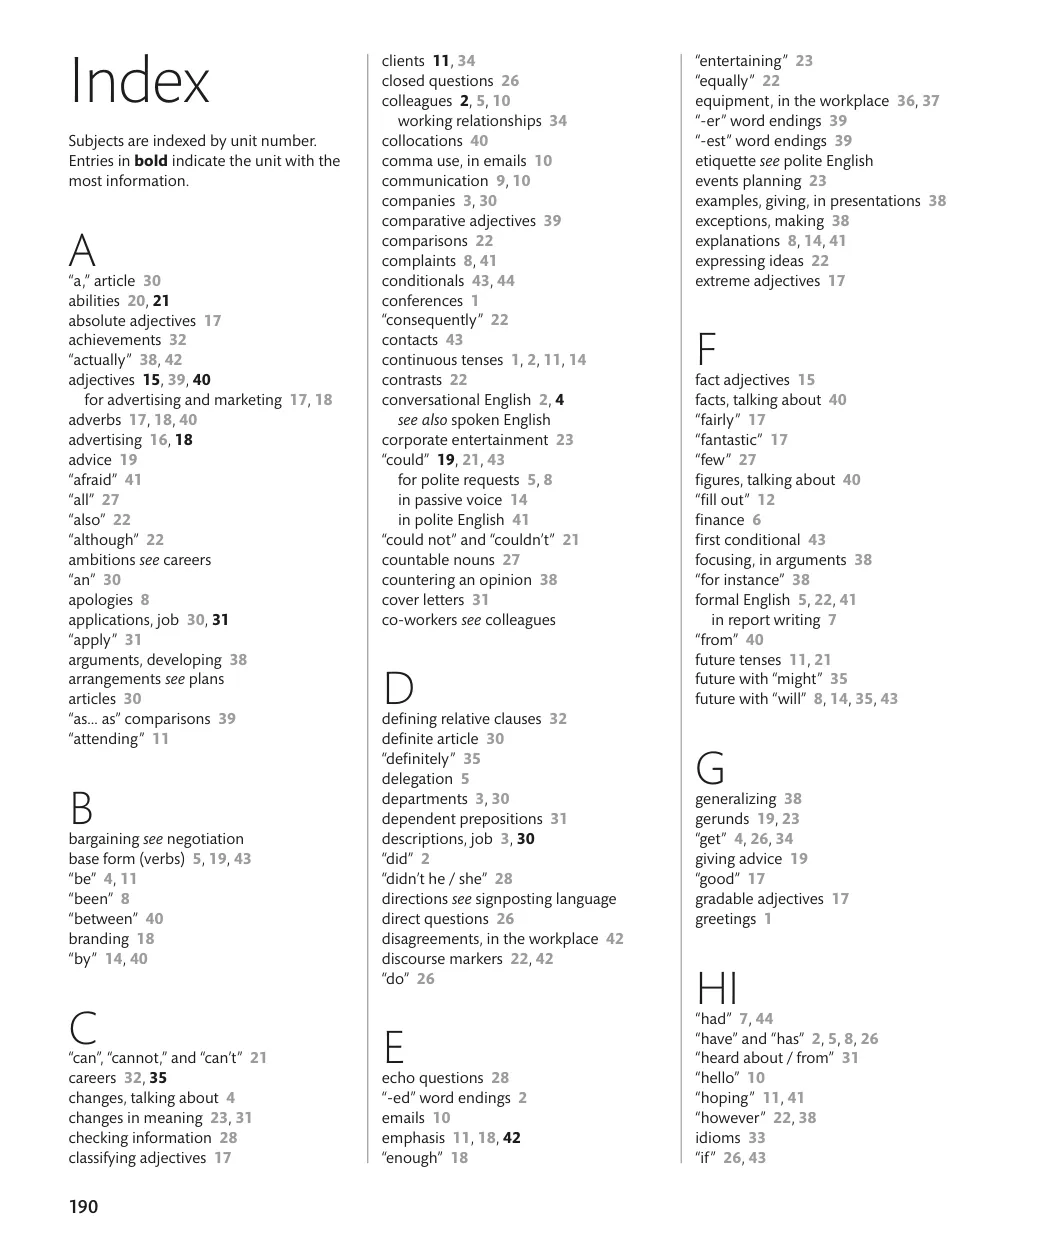 Index
Subjects are indexed by unit number.
Entries in bold indicate the unit with the
most information.
A
“a,” article 30
abilities 20, 21
absolute adjectives 17
achievements 32
“actually” 38, 42
adjectives 15, 39, 40
for advertising and marketing 17, 18
adverbs 17, 18, 40
advertising 16, 18
advice 19
“afraid” 41
“all” 27
“also” 22
“although” 22
ambitions see careers
“an” 30
apologies 8
applications, job 30, 31
“apply” 31
arguments, developing 38
arrangements see plans
articles 30
“as... as” comparisons 39
“attending” 11
B
bargaining see negotiation
base form (verbs) 5, 19, 43
“be” 4, 11
“been” 8
“between” 40
branding 18
“by” 14, 40
C
“can”, “cannot,” and “can’t” 21
careers 32, 35
changes, talking about 4
changes in meaning 23, 31
checking information 28
classifying adjectives 17
clients 11, 34
closed questions 26
colleagues 2, 5, 10
working relationships 34
collocations 40
comma use, in emails 10
communication 9, 10
companies 3, 30
comparative adjectives 39
comparisons 22
complaints 8, 41
conditionals 43, 44
conferences 1
“consequently” 22
contacts 43
continuous tenses 1, 2, 11, 14
contrasts 22
conversational English 2, 4
see also spoken English
corporate entertainment 23
“could” 19, 21, 43
for polite requests 5, 8
in passive voice 14
in polite English 41
“could not” and “couldn’t” 21
countable nouns 27
countering an opinion 38
cover letters 31
co-workers see colleagues
D
defining relative clauses 32
definite article 30
“definitely” 35
delegation 5
departments 3, 30
dependent prepositions 31
descriptions, job 3, 30
“did” 2
“didn’t he / she” 28
directions see signposting language
direct questions 26
disagreements, in the workplace 42
discourse markers 22, 42
“do” 26
E
echo questions 28
“-ed” word endings 2
emails 10
emphasis 11, 18, 42
“enough” 18
“entertaining” 23
“equally” 22
equipment, in the workplace 36, 37
“-er” word endings 39
“-est” word endings 39
etiquette see polite English
events planning 23
examples, giving, in presentations 38
exceptions, making 38
explanations 8, 14, 41
expressing ideas 22
extreme adjectives 17
F
fact adjectives 15
facts, talking about 40
“fairly” 17
“fantastic” 17
“few” 27
figures, talking about 40
“fill out” 12
finance 6
first conditional 43
focusing, in arguments 38
“for instance” 38
formal English 5, 22, 41
in report writing 7
“from” 40
future tenses 11, 21
future with “might” 35
future with “will” 8, 14, 35, 43
G
generalizing 38
gerunds 19, 23
“get” 4, 26, 34
giving advice 19
“good” 17
gradable adjectives 17
greetings 1
HI
“had” 7, 44
“have” and “has” 2, 5, 8, 26
“heard about / from” 31
“hello” 10
“hoping” 11, 41
“however” 22, 38
idioms 33
“if” 26, 43
190